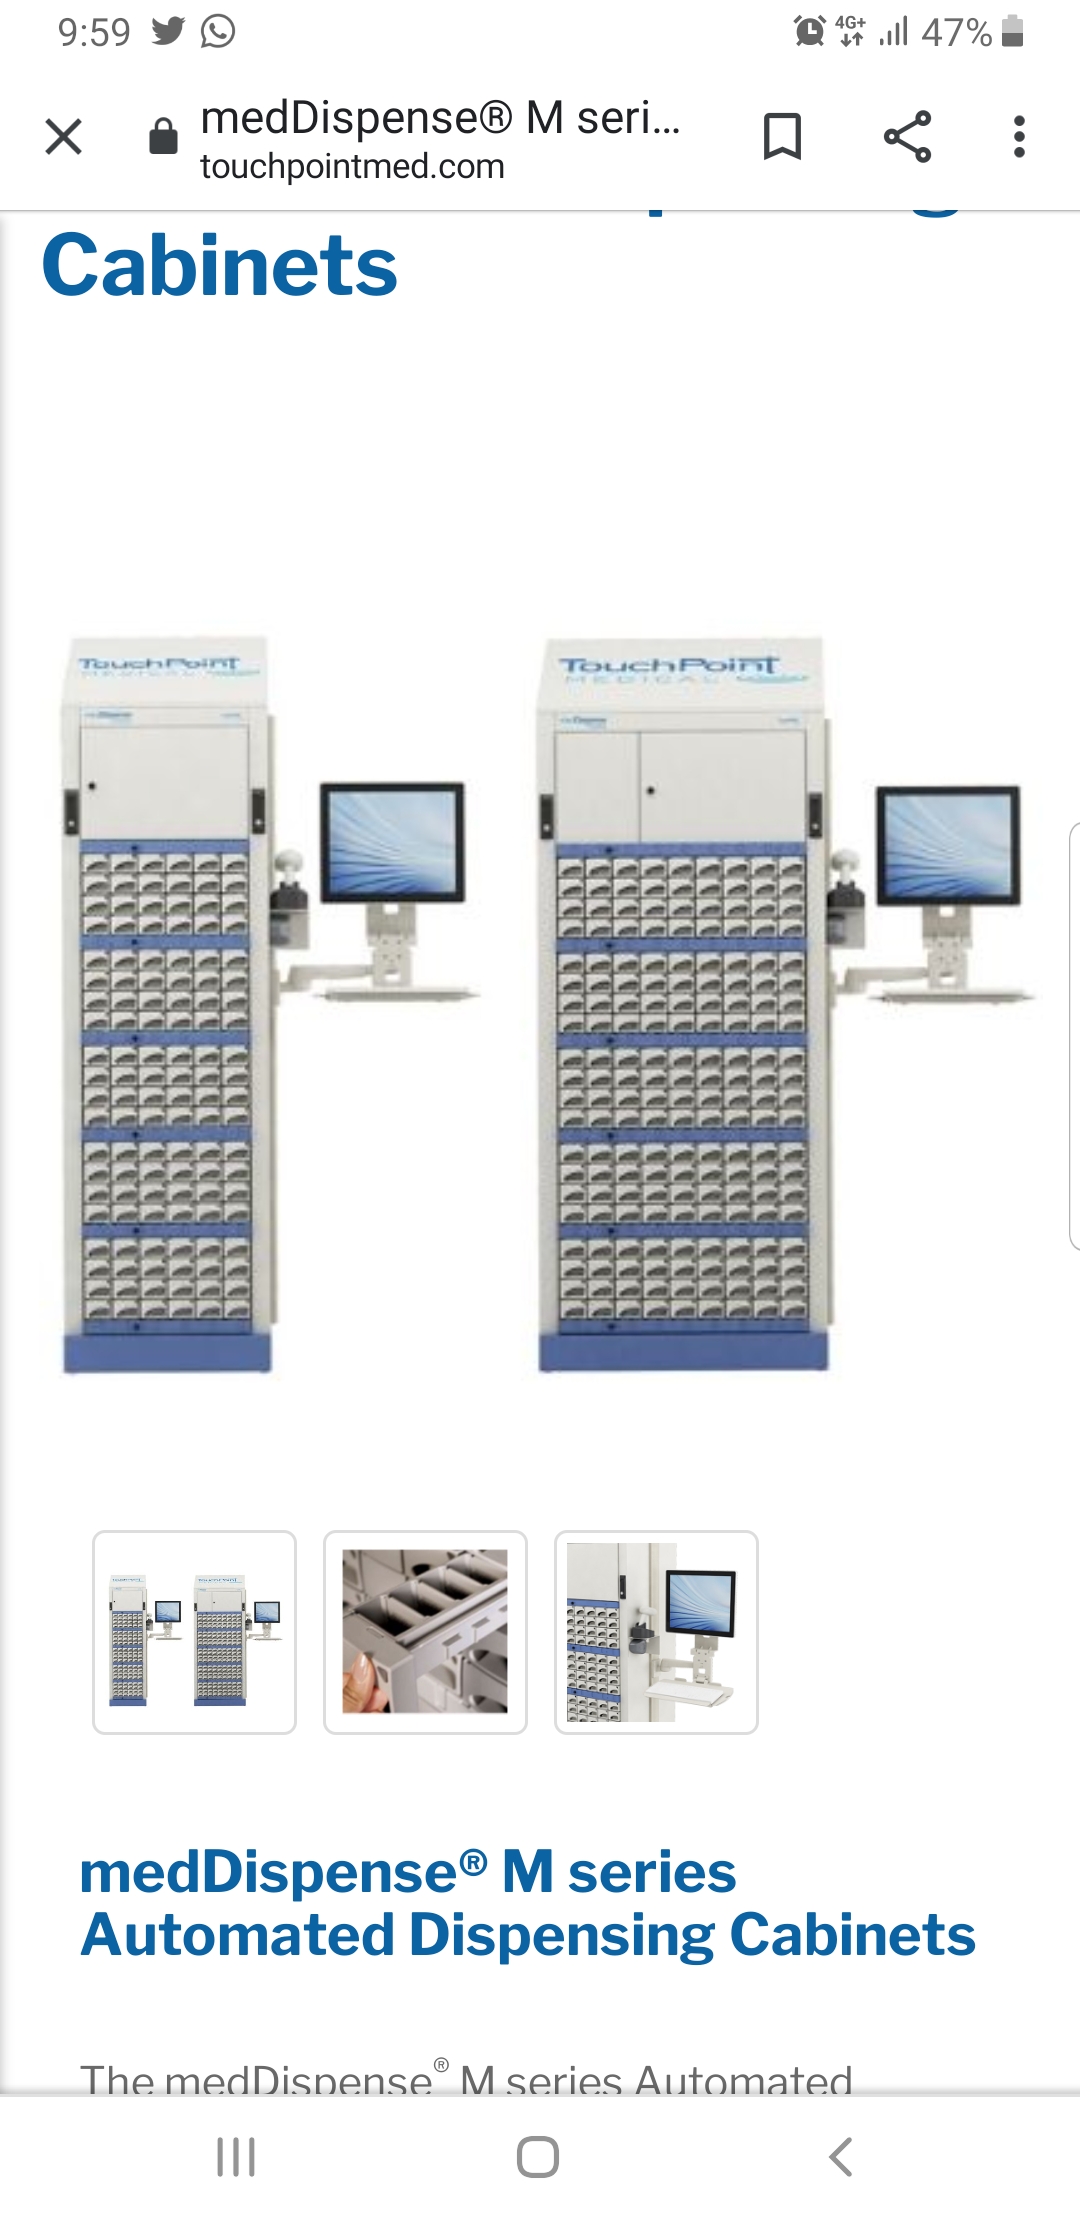 9:59 4G+ 47%
medDispense® M seri...
touchpointmed.com
Cabinets
TouchPoint
MEDICAL
TouchPoint
MEDICAL
medDispense® M series
Automated Dispensing Cabinets
The medDispense® M series Automated